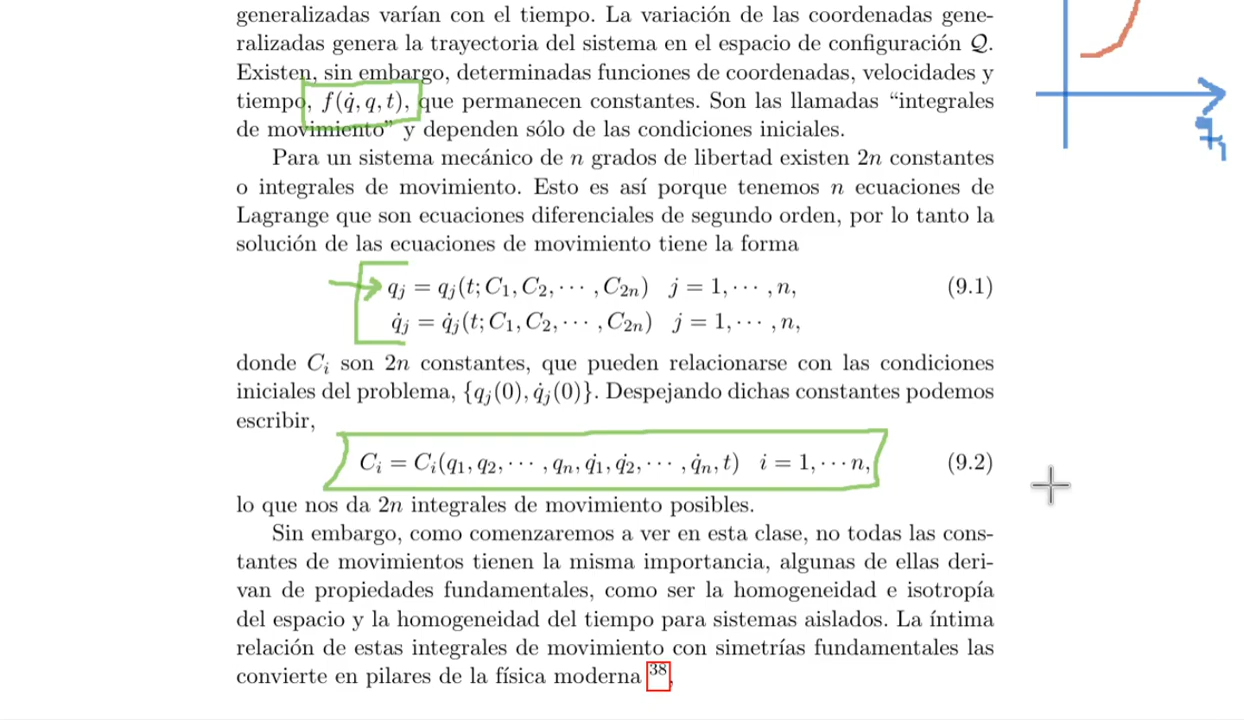 generalizadas varían con el tiempo. La variación de las coordenadas gene-
ralizadas genera la trayectoria del sistema en el espacio de configuración 𝒬.
Existen, sin embargo, determinadas funciones de coordenadas, velocidades y
tiempo, f(q̇, q, t), que permanecen constantes. Son las llamadas “integrales
de movimiento” y dependen sólo de las condiciones iniciales.
Para un sistema mecánico de n grados de libertad existen 2n constantes
o integrales de movimiento. Esto es así porque tenemos n ecuaciones de
Lagrange que son ecuaciones diferenciales de segundo orden, por lo tanto la
solución de las ecuaciones de movimiento tiene la forma
q_j = q_j(t; C_1, C_2, ⋯ , C_{2n}) j = 1, ⋯ , n, (9.1)
q̇_j = q̇_j(t; C_1, C_2, ⋯ , C_{2n}) j = 1, ⋯ , n,
donde C_i son 2n constantes, que pueden relacionarse con las condiciones
iniciales del problema, {q_j(0), q̇_j(0)}. Despejando dichas constantes podemos
escribir,
C_i = C_i(q_1, q_2, ⋯ , q_n, q̇_1, q̇_2, ⋯ , q̇_n, t) i = 1, ⋯ n, (9.2)
lo que nos da 2n integrales de movimiento posibles.
Sin embargo, como comenzaremos a ver en esta clase, no todas las cons-
tantes de movimientos tienen la misma importancia, algunas de ellas deri-
van de propiedades fundamentales, como ser la homogeneidad e isotropía
del espacio y la homogeneidad del tiempo para sistemas aislados. La íntima
relación de estas integrales de movimiento con simetrías fundamentales las
convierte en pilares de la física moderna ³⁸.